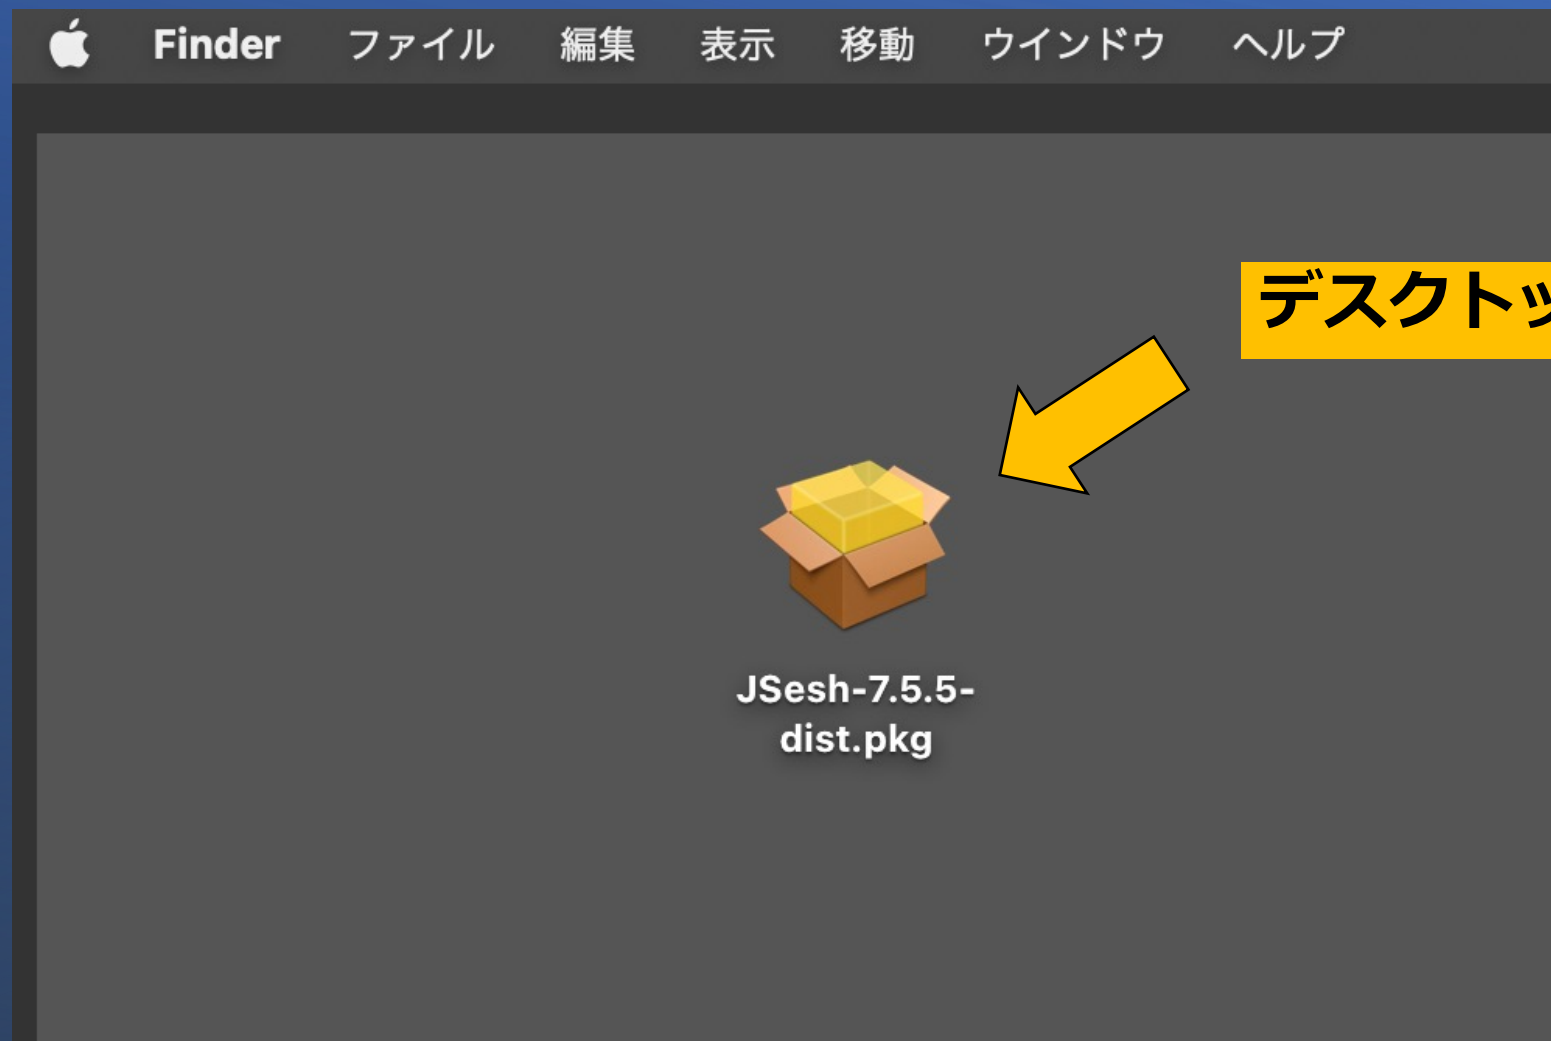 Finder ファイル 編集 表示 移動 ウインドウ ヘルプ
デスクトッ
JSesh-7.5.5-
dist.pkg